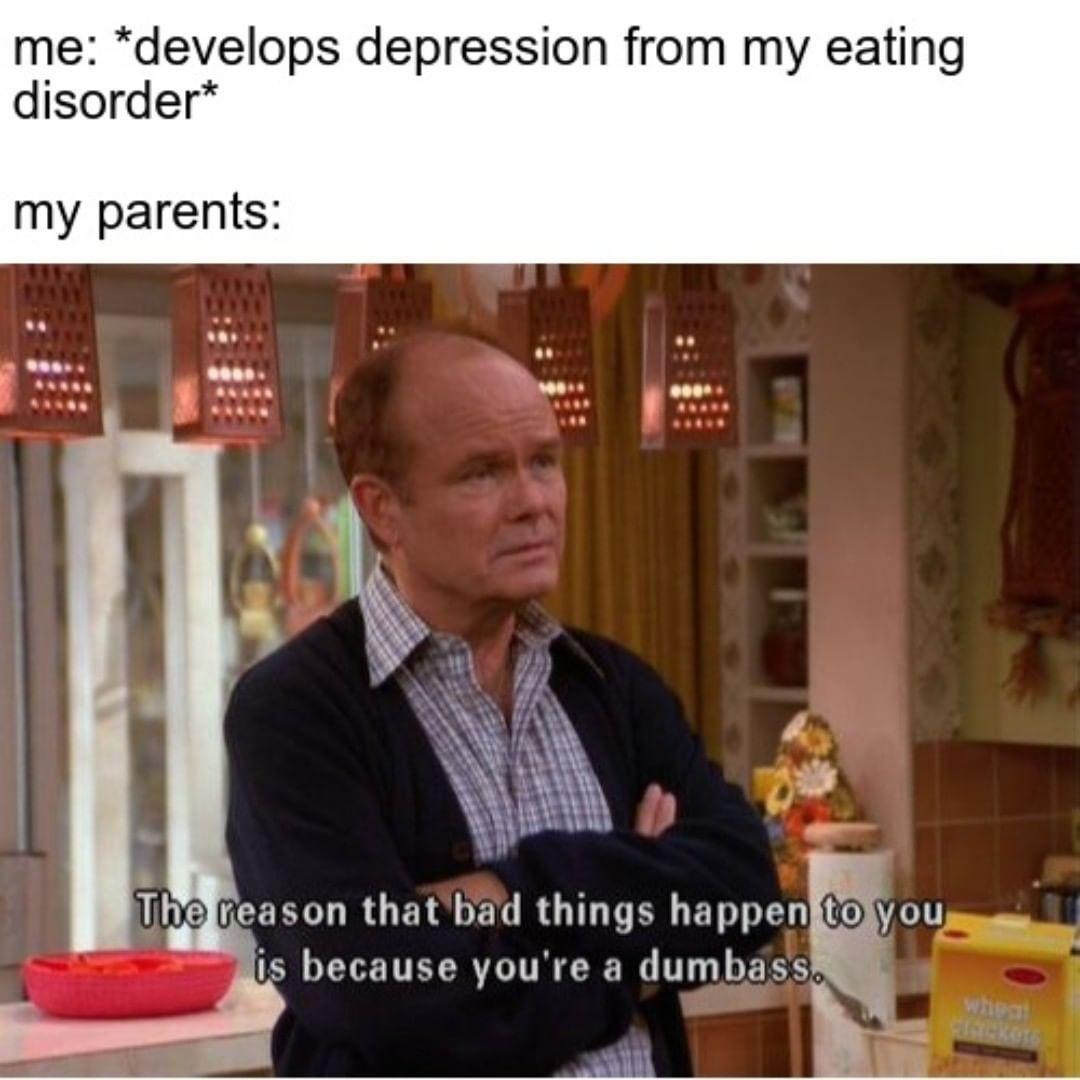 me: *develops depression from my eating
disorder*
my parents:
The reason that bad things happen to you
is because you're a dumbass.
wheat
crackers